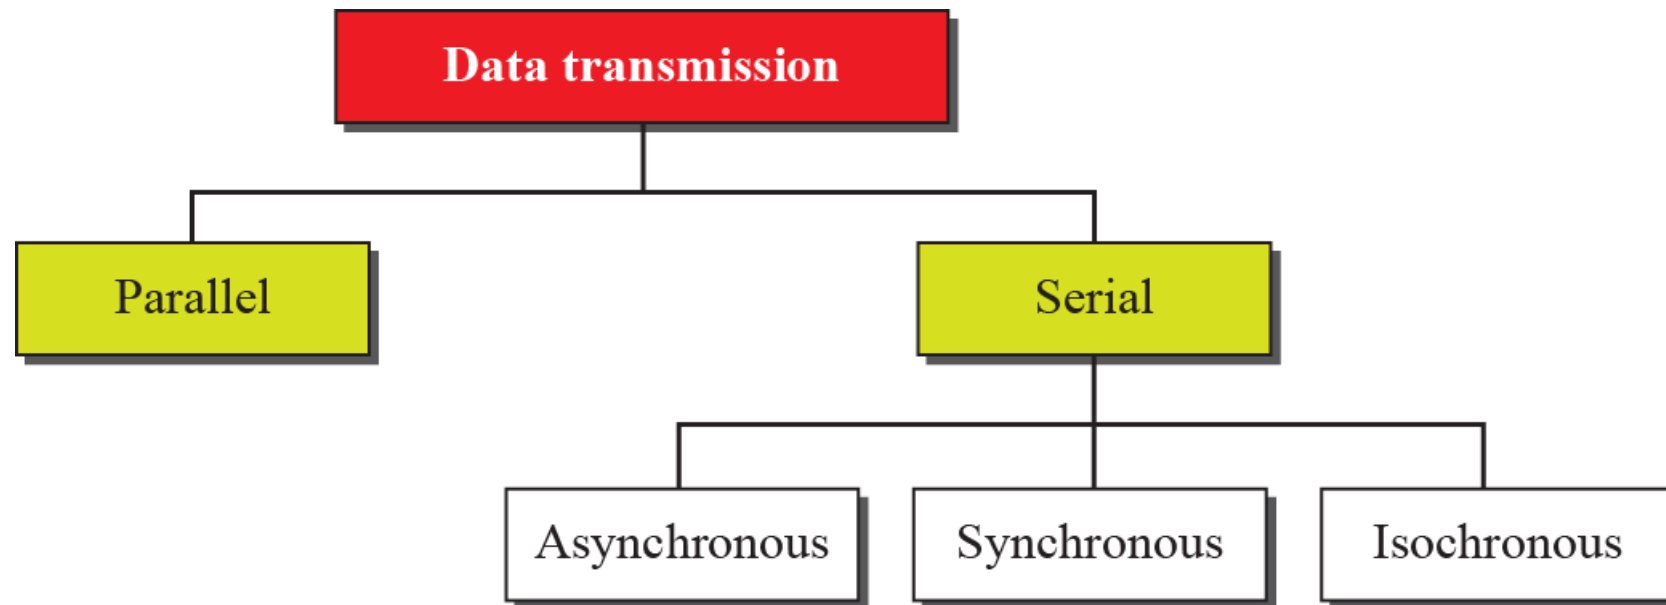 Data transmission
Parallel
Serial
Asynchronous
Synchronous
Isochronous